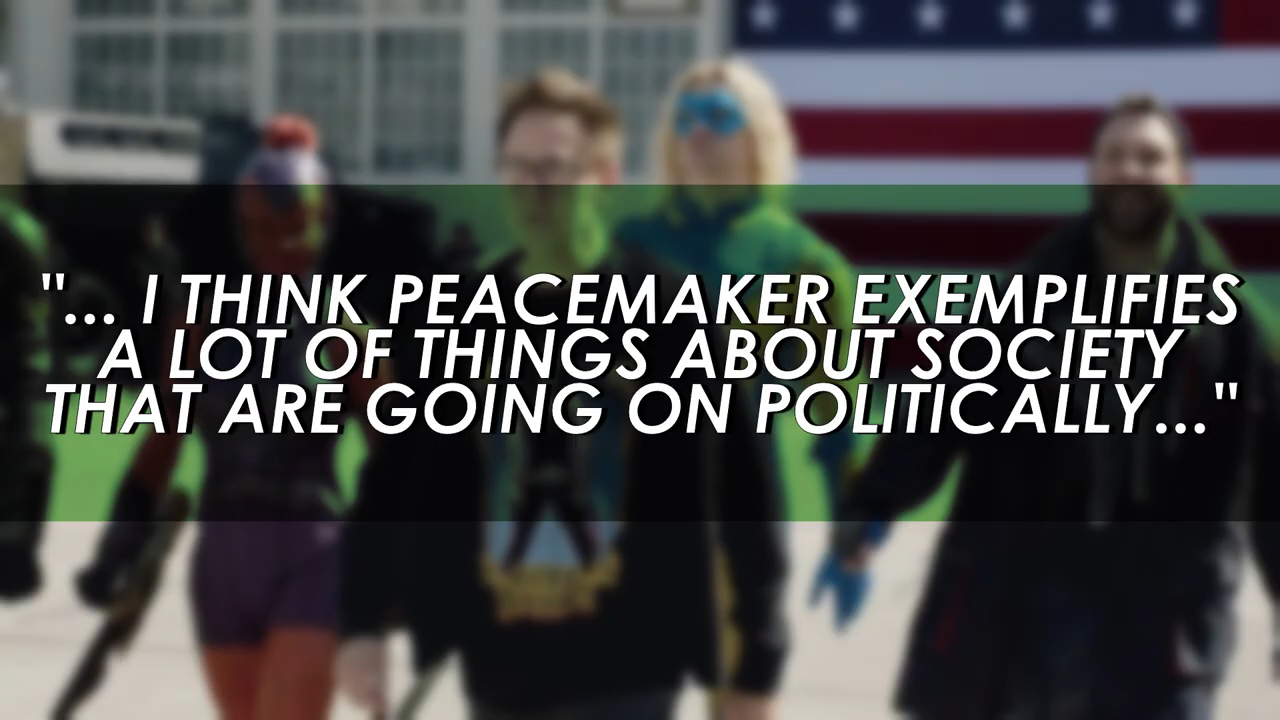 "... I THINK PEACEMAKER EXEMPLIFIES
A LOT OF THINGS ABOUT SOCIETY
THAT ARE GOING ON POLITICALLY..."